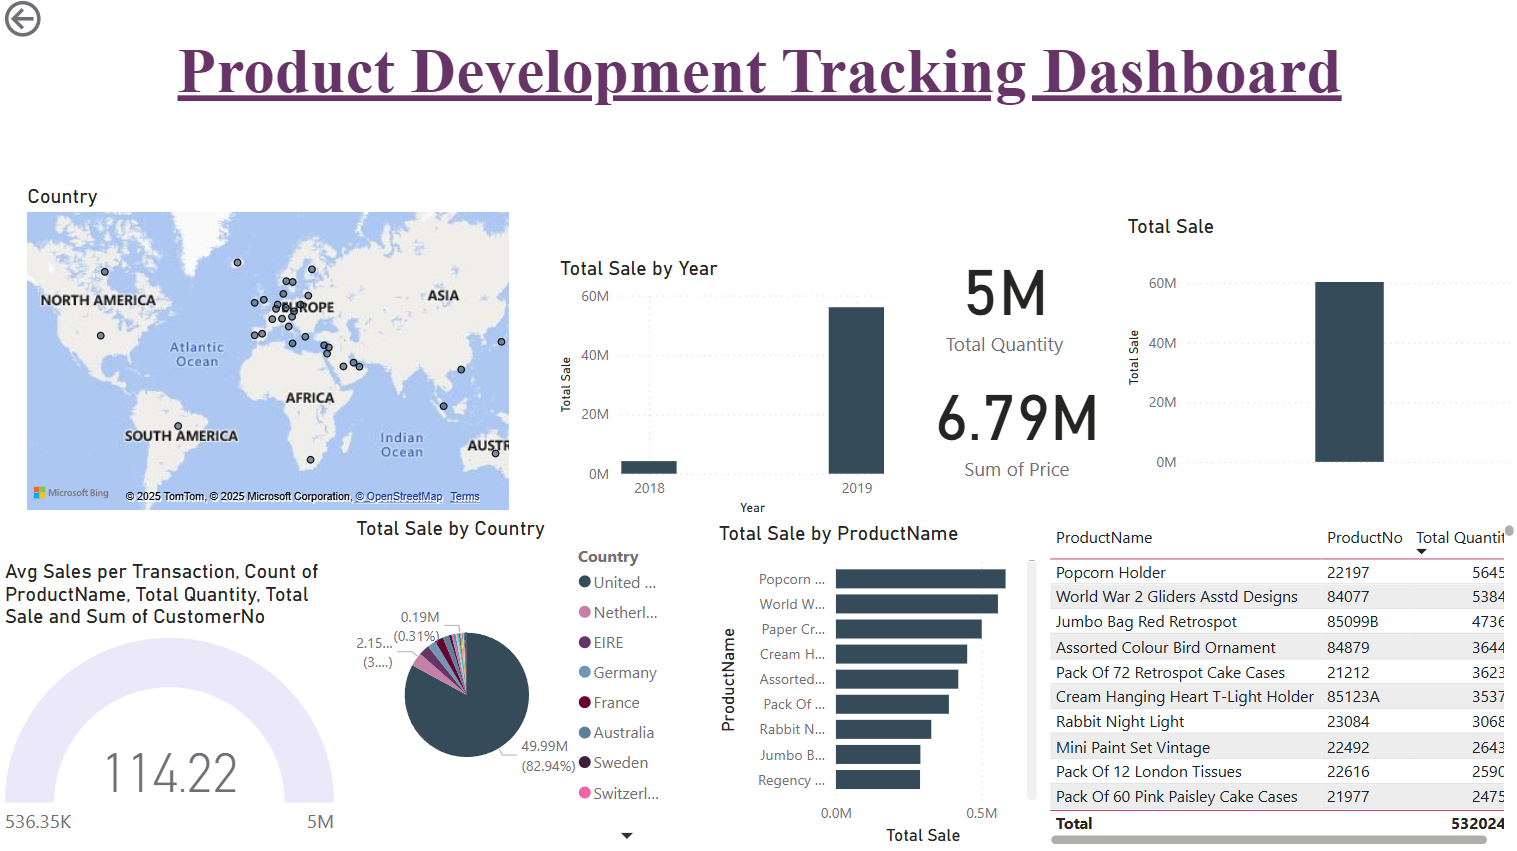 Product Development Tracking Dashboard
Country
NORTH AMERICA
EUROPE
ASIA
Atlantic
Ocean
AFRICA
SOUTH AMERICA
Indian
Ocean
AUSTR
Microsoft Bing
© 2025 TomTom, © 2025 Microsoft Corporation, © OpenStreetMap Terms
Total Sale by Year
Total Sale
60M
40M
20M
0M
2018 2019
Year
5M
Total Quantity
6.79M
Sum of Price
Total Sale
Total Sale
60M
40M
20M
0M
Avg Sales per Transaction, Count of
ProductName, Total Quantity, Total
Sale and Sum of CustomerNo
114.22
536.35K 5M
Total Sale by Country
0.19M
(0.31%)
2.15...
(3....)
49.99M
(82.94%)
Country
United ...
Netherl...
EIRE
Germany
France
Australia
Sweden
Switzerl...
Total Sale by ProductName
ProductName
Popcorn ...
World W...
Paper Cr...
Cream H...
Assorted...
Pack Of ...
Rabbit N...
Jumbo B...
Regency ...
0.0M 0.5M
Total Sale
ProductName ProductNo Total Quantit
Popcorn Holder 22197 5645
World War 2 Gliders Asstd Designs 84077 5384
Jumbo Bag Red Retrospot 85099B 4736
Assorted Colour Bird Ornament 84879 3644
Pack Of 72 Retrospot Cake Cases 21212 3623
Cream Hanging Heart T-Light Holder 85123A 3537
Rabbit Night Light 23084 3068
Mini Paint Set Vintage 22492 2643
Pack Of 12 London Tissues 22616 2590
Pack Of 60 Pink Paisley Cake Cases 21977 2475
Total 532024